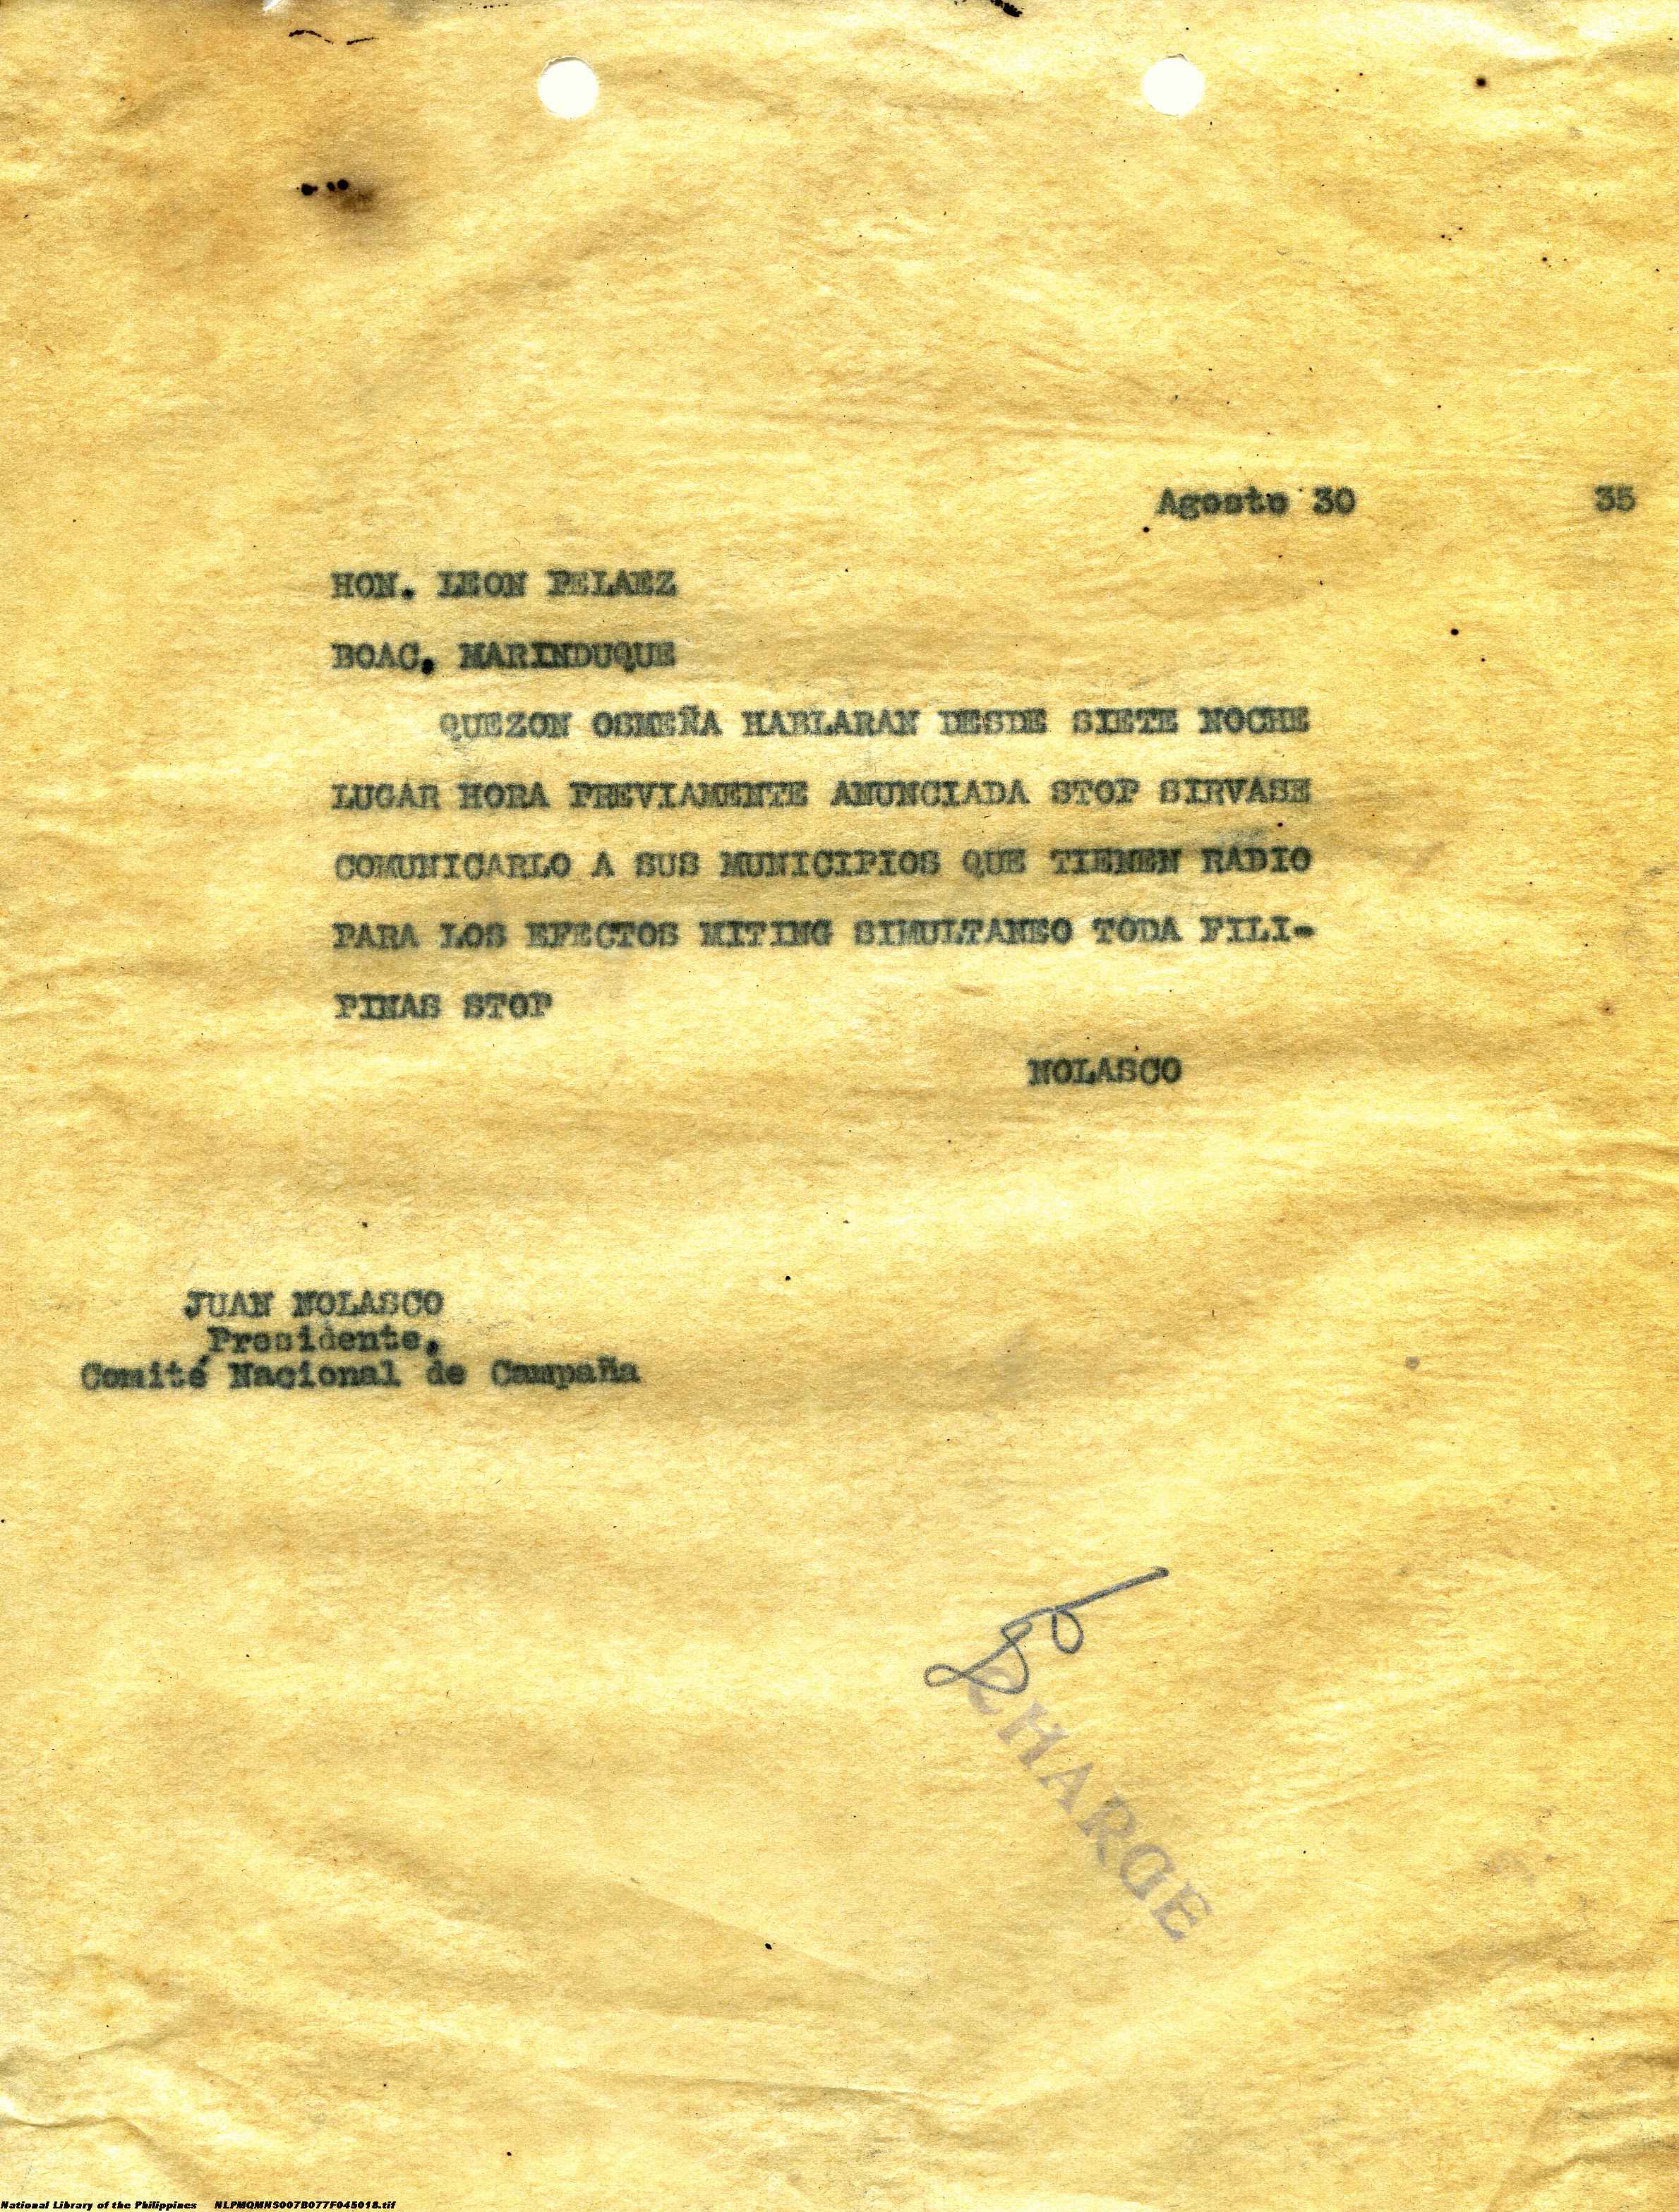 Agosto 30 35
HON. LEON PELAEZ
BOAC, MARINDUQUE
QUEZON OSMEÑA HABLARAN DESDE SIETE NOCHE
LUGAR HORA PREVIAMENTE ANUNCIADA STOP SIRVASE
COMUNICARLO A SUS MUNICIPIOS QUE TIENEN RADIO
PARA LOS EFECTOS MITING SIMULTANEO TODA FILI-
PINAS STOP
NOLASCO
JUAN NOLASCO
Presidente,
Comité Nacional de Campaña
CHARGE
National Library of the Philippines NLPMQMNS007B077F045018.tif